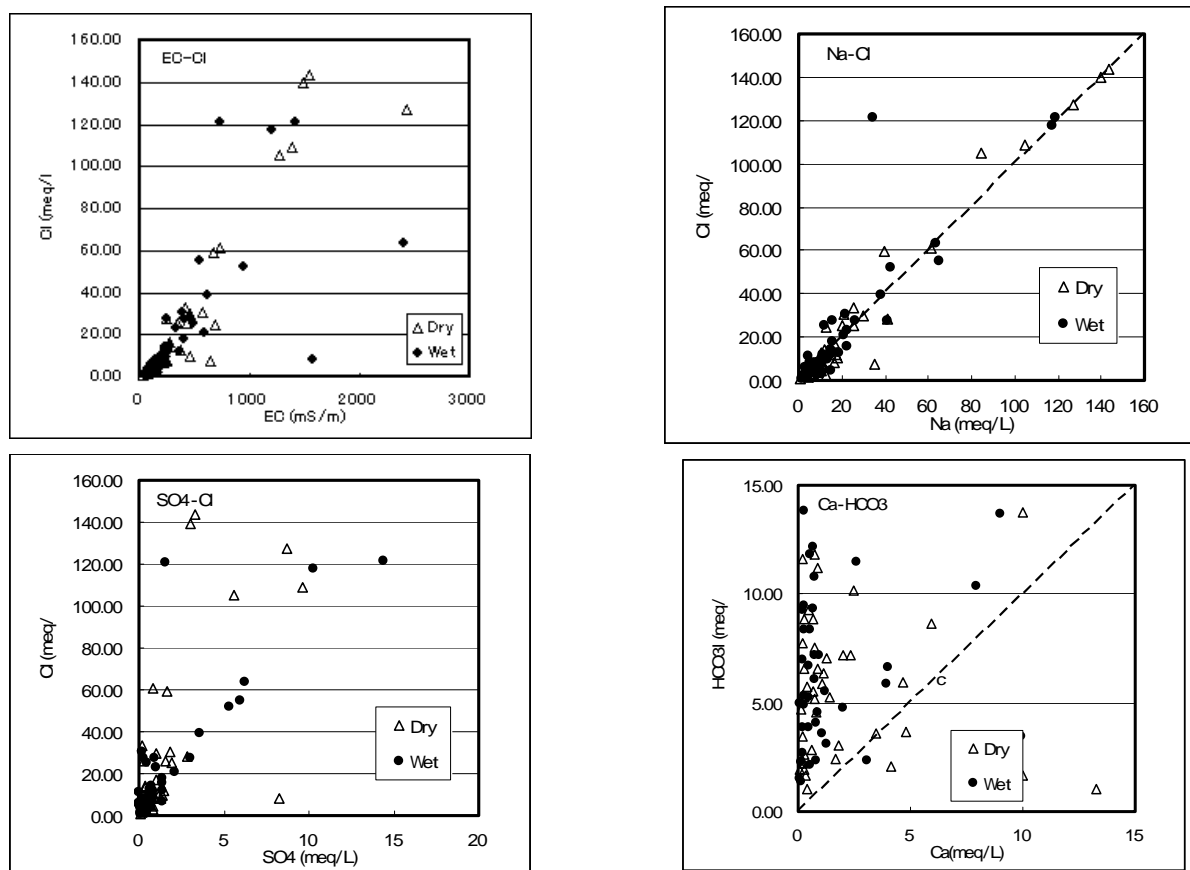 EC-Cl
160.00
140.00
120.00
100.00
80.00
60.00
40.00
20.00
0.00
Cl (meq/l
0
1000
2000
3000
EC (mS/m)
Dry
Wet
Na-Cl
160.00
140.00
120.00
100.00
80.00
60.00
40.00
20.00
0.00
Cl (meq/
0 20 40 60 80 100 120 140 160
Na (meq/L)
Dry
Wet
SO4-Cl
160.00
140.00
120.00
100.00
80.00
60.00
40.00
20.00
0.00
Cl (meq/
0 5 10 15 20
SO4 (meq/L)
Dry
Wet
Ca-HCO3
15.00
10.00
5.00
0.00
HCO3l (meq/
c
0 5 10 15
Ca(meq/L)
Dry
Wet